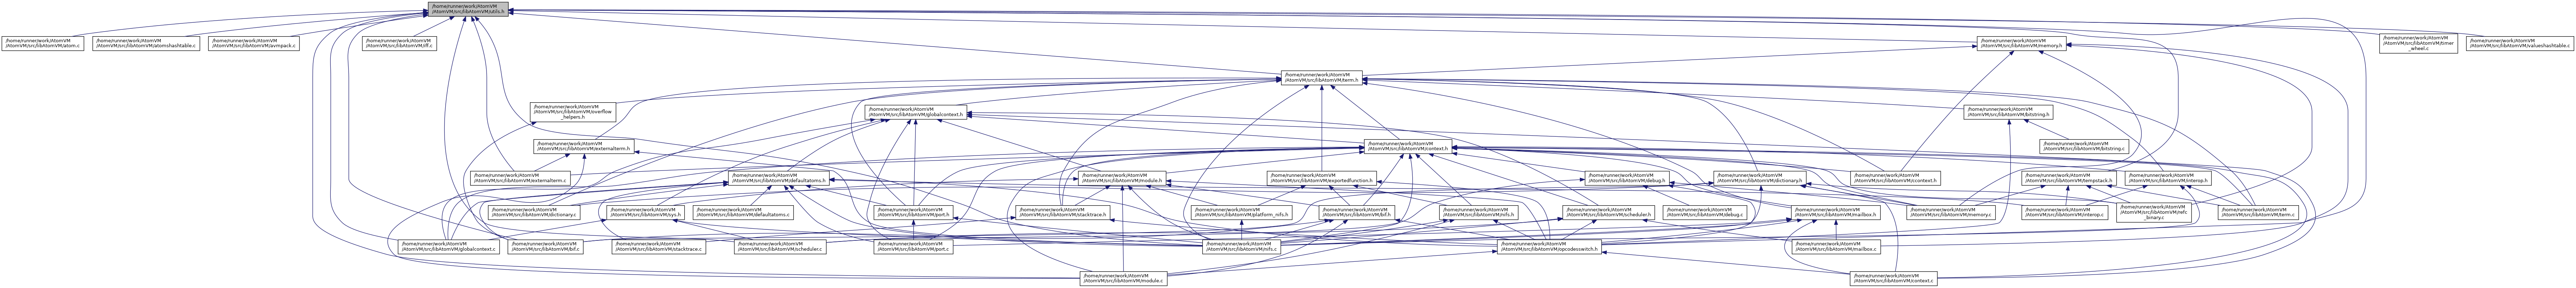 /home/runner/work/AtomVM
/AtomVM/src/libAtomVM/utils.h
/home/runner/work/AtomVM
/AtomVM/src/libAtomVM/atom.c
/home/runner/work/AtomVM
/AtomVM/src/libAtomVM/atomshashtable.c
/home/runner/work/AtomVM
/AtomVM/src/libAtomVM/avmpack.c
/home/runner/work/AtomVM
/AtomVM/src/libAtomVM/iff.c
/home/runner/work/AtomVM
/AtomVM/src/libAtomVM/memory.h
/home/runner/work/AtomVM
/AtomVM/src/libAtomVM/timer
_wheel.c
/home/runner/work/AtomVM
/AtomVM/src/libAtomVM/valueshashtable.c
/home/runner/work/AtomVM
/AtomVM/src/libAtomVM/term.h
/home/runner/work/AtomVM
/AtomVM/src/libAtomVM/overflow
_helpers.h
/home/runner/work/AtomVM
/AtomVM/src/libAtomVM/globalcontext.h
/home/runner/work/AtomVM
/AtomVM/src/libAtomVM/bitstring.h
/home/runner/work/AtomVM
/AtomVM/src/libAtomVM/externalterm.h
/home/runner/work/AtomVM
/AtomVM/src/libAtomVM/context.h
/home/runner/work/AtomVM
/AtomVM/src/libAtomVM/bitstring.c
/home/runner/work/AtomVM
/AtomVM/src/libAtomVM/externalterm.c
/home/runner/work/AtomVM
/AtomVM/src/libAtomVM/defaultatoms.h
/home/runner/work/AtomVM
/AtomVM/src/libAtomVM/module.h
/home/runner/work/AtomVM
/AtomVM/src/libAtomVM/exportedfunction.h
/home/runner/work/AtomVM
/AtomVM/src/libAtomVM/debug.h
/home/runner/work/AtomVM
/AtomVM/src/libAtomVM/dictionary.h
/home/runner/work/AtomVM
/AtomVM/src/libAtomVM/ccontext.h
/home/runner/work/AtomVM
/AtomVM/src/libAtomVM/tempstack.h
/home/runner/work/AtomVM
/AtomVM/src/libAtomVM/interop.h
/home/runner/work/AtomVM
/AtomVM/src/libAtomVM/dictionary.c
/home/runner/work/AtomVM
/AtomVM/src/libAtomVM/sys.h
/home/runner/work/AtomVM
/AtomVM/src/libAtomVM/defaultatoms.c
/home/runner/work/AtomVM
/AtomVM/src/libAtomVM/port.h
/home/runner/work/AtomVM
/AtomVM/src/libAtomVM/stacktrace.h
/home/runner/work/AtomVM
/AtomVM/src/libAtomVM/platform_nifs.h
/home/runner/work/AtomVM
/AtomVM/src/libAtomVM/bif.h
/home/runner/work/AtomVM
/AtomVM/src/libAtomVM/nifs.h
/home/runner/work/AtomVM
/AtomVM/src/libAtomVM/scheduler.h
/home/runner/work/AtomVM
/AtomVM/src/libAtomVM/debug.c
/home/runner/work/AtomVM
/AtomVM/src/libAtomVM/mailbox.h
/home/runner/work/AtomVM
/AtomVM/src/libAtomVM/memory.c
/home/runner/work/AtomVM
/AtomVM/src/libAtomVM/interop.c
/home/runner/work/AtomVM
/AtomVM/src/libAtomVM/refc
_binary.c
/home/runner/work/AtomVM
/AtomVM/src/libAtomVM/term.c
/home/runner/work/AtomVM
/AtomVM/src/libAtomVM/globalcontext.c
/home/runner/work/AtomVM
/AtomVM/src/libAtomVM/bif.c
/home/runner/work/AtomVM
/AtomVM/src/libAtomVM/stacktrace.c
/home/runner/work/AtomVM
/AtomVM/src/libAtomVM/scheduler.c
/home/runner/work/AtomVM
/AtomVM/src/libAtomVM/port.c
/home/runner/work/AtomVM
/AtomVM/src/libAtomVM/nifs.c
/home/runner/work/AtomVM
/AtomVM/src/libAtomVM/opcodesswitch.h
/home/runner/work/AtomVM
/AtomVM/src/libAtomVM/mailbox.c
/home/runner/work/AtomVM
/AtomVM/src/libAtomVM/module.c
/home/runner/work/AtomVM
/AtomVM/src/libAtomVM/context.c